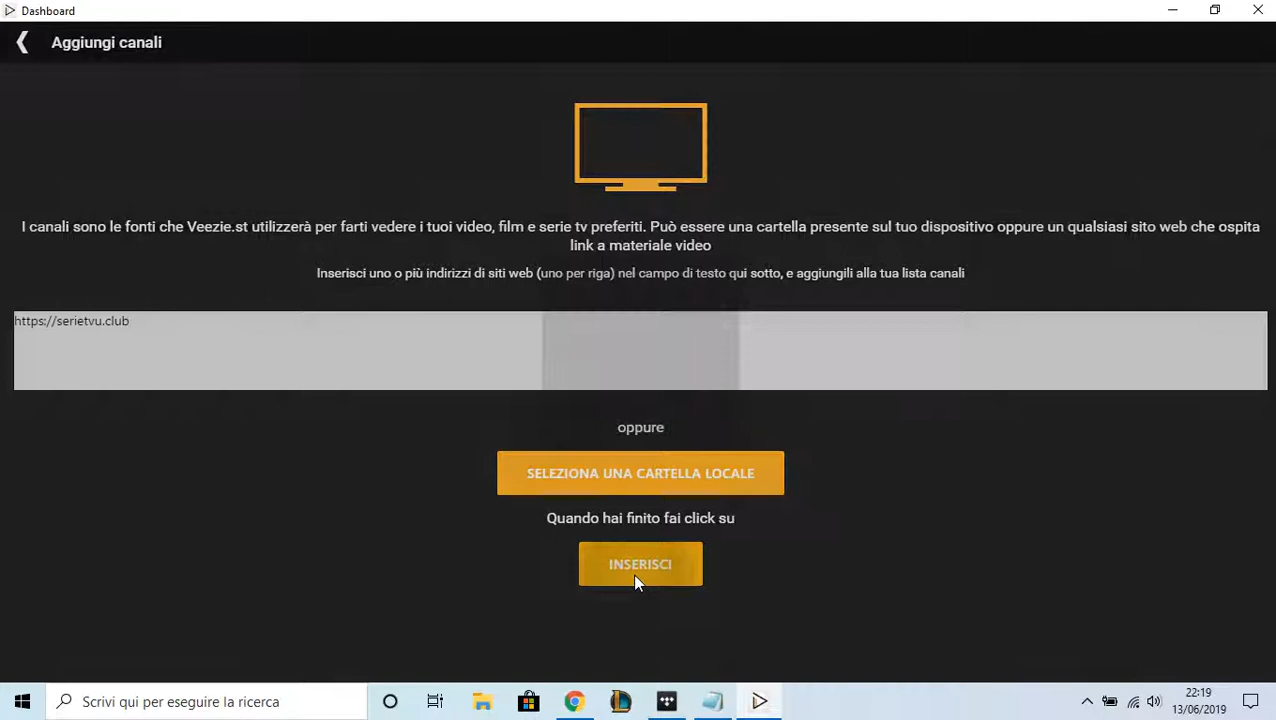 Dashboard
Aggiungi canali
I canali sono le fonti che Veezie.st utilizzerà per farti vedere i tuoi video, film e serie tv preferiti. Può essere una cartella presente sul tuo dispositivo oppure un qualsiasi sito web che ospita
link a materiale video
Inserisci uno o più indirizzi di siti web (uno per riga) nel campo di testo qui sotto, e aggiungili alla tua lista canali
https://serietvu.club
oppure
SELEZIONA UNA CARTELLA LOCALE
Quando hai finito fai click su
INSERISCI
Scrivi qui per eseguire la ricerca
22:19
13/06/2019